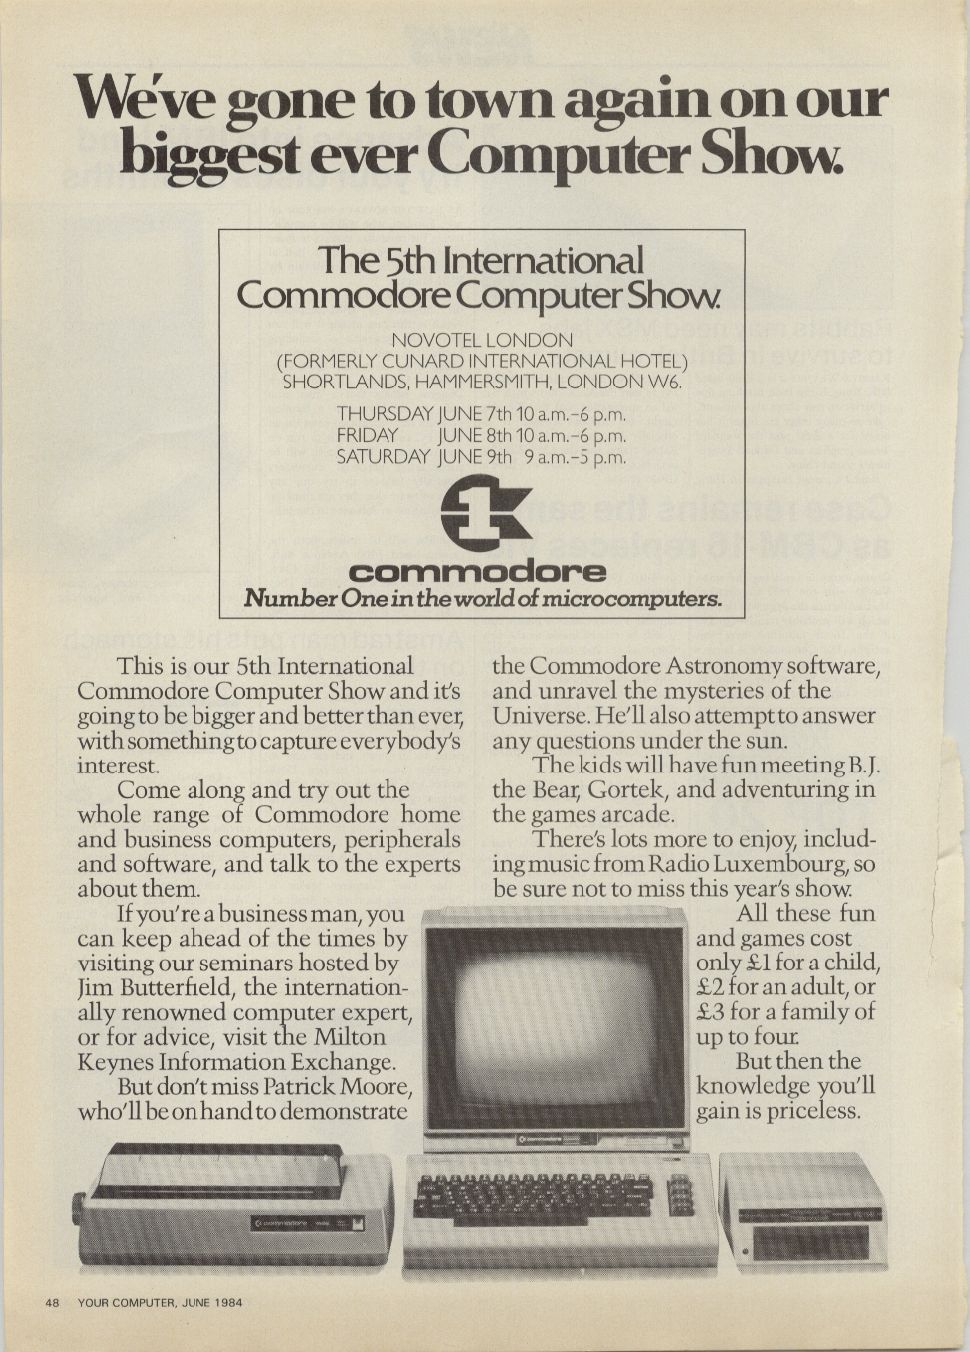 We've gone to town again on our
biggest ever Computer Show.
The 5th International
Commodore Computer Show.
NOVOTEL LONDON
(FORMERLY CUNARD INTERNATIONAL HOTEL)
SHORTLANDS, HAMMERSMITH, LONDON W6.
THURSDAY JUNE 7th 10 a.m.–6 p.m.
FRIDAY JUNE 8th 10 a.m.–6 p.m.
SATURDAY JUNE 9th 9 a.m.–5 p.m.
1
commodore
Number One in the world of microcomputers.
This is our 5th International
Commodore Computer Show and it's
going to be bigger and better than ever,
with something to capture everybody's
interest.
Come along and try out the
whole range of Commodore home
and business computers, peripherals
and software, and talk to the experts
about them.
If you're a business man, you
can keep ahead of the times by
visiting our seminars hosted by
Jim Butterfield, the internation-
ally renowned computer expert,
or for advice, visit the Milton
Keynes Information Exchange.
But don't miss Patrick Moore,
who'll be on hand to demonstrate
the Commodore Astronomy software,
and unravel the mysteries of the
Universe. He'll also attempt to answer
any questions under the sun.
The kids will have fun meeting B.J.
the Bear, Gortek, and adventuring in
the games arcade.
There's lots more to enjoy, includ-
ing music from Radio Luxembourg, so
be sure not to miss this year's show.
All these fun
and games cost
only £1 for a child,
£2 for an adult, or
£3 for a family of
up to four.
But then the
knowledge you'll
gain is priceless.
commodore
commodore
48 YOUR COMPUTER, JUNE 1984